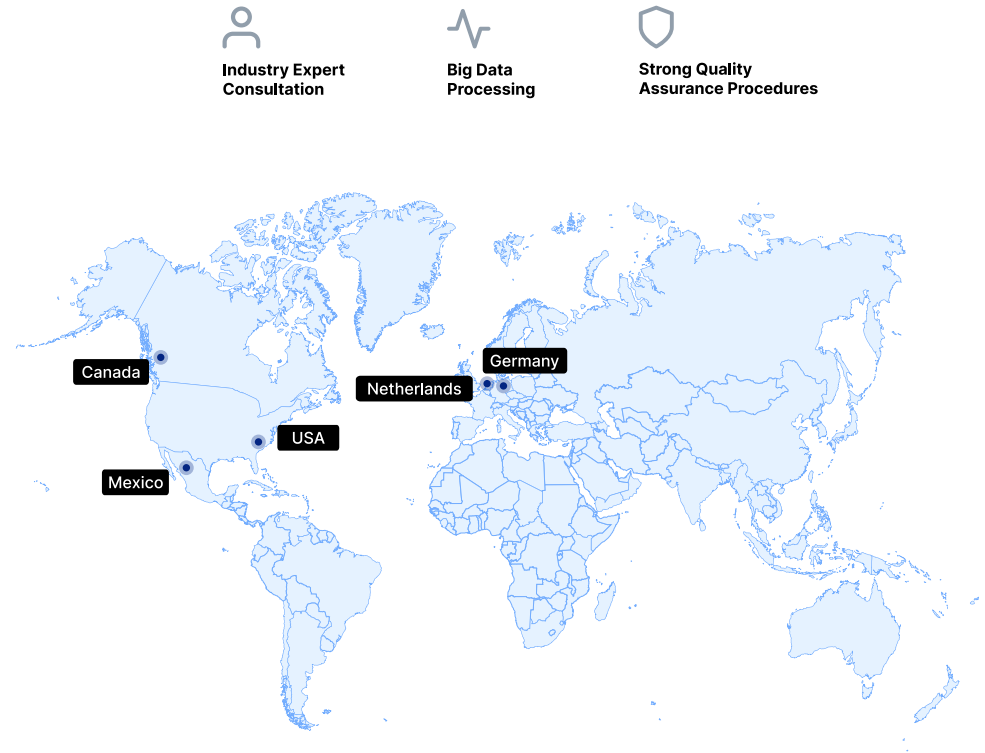 Industry Expert
Consultation
Big Data
Processing
Strong Quality
Assurance Procedures
Germany
Canada
Netherlands
USA
Mexico